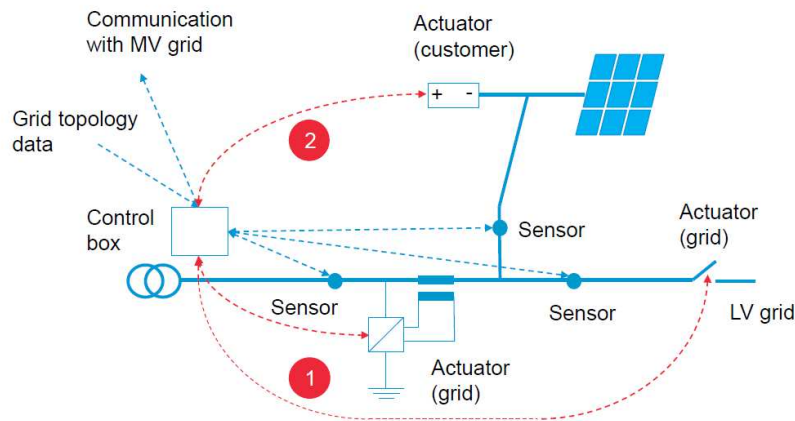 Communication
with MV grid
Actuator
(customer)
+ -
Grid topology
data
2
Control
box
Sensor
Actuator
(grid)
Sensor
Sensor
LV grid
1
Actuator
(grid)